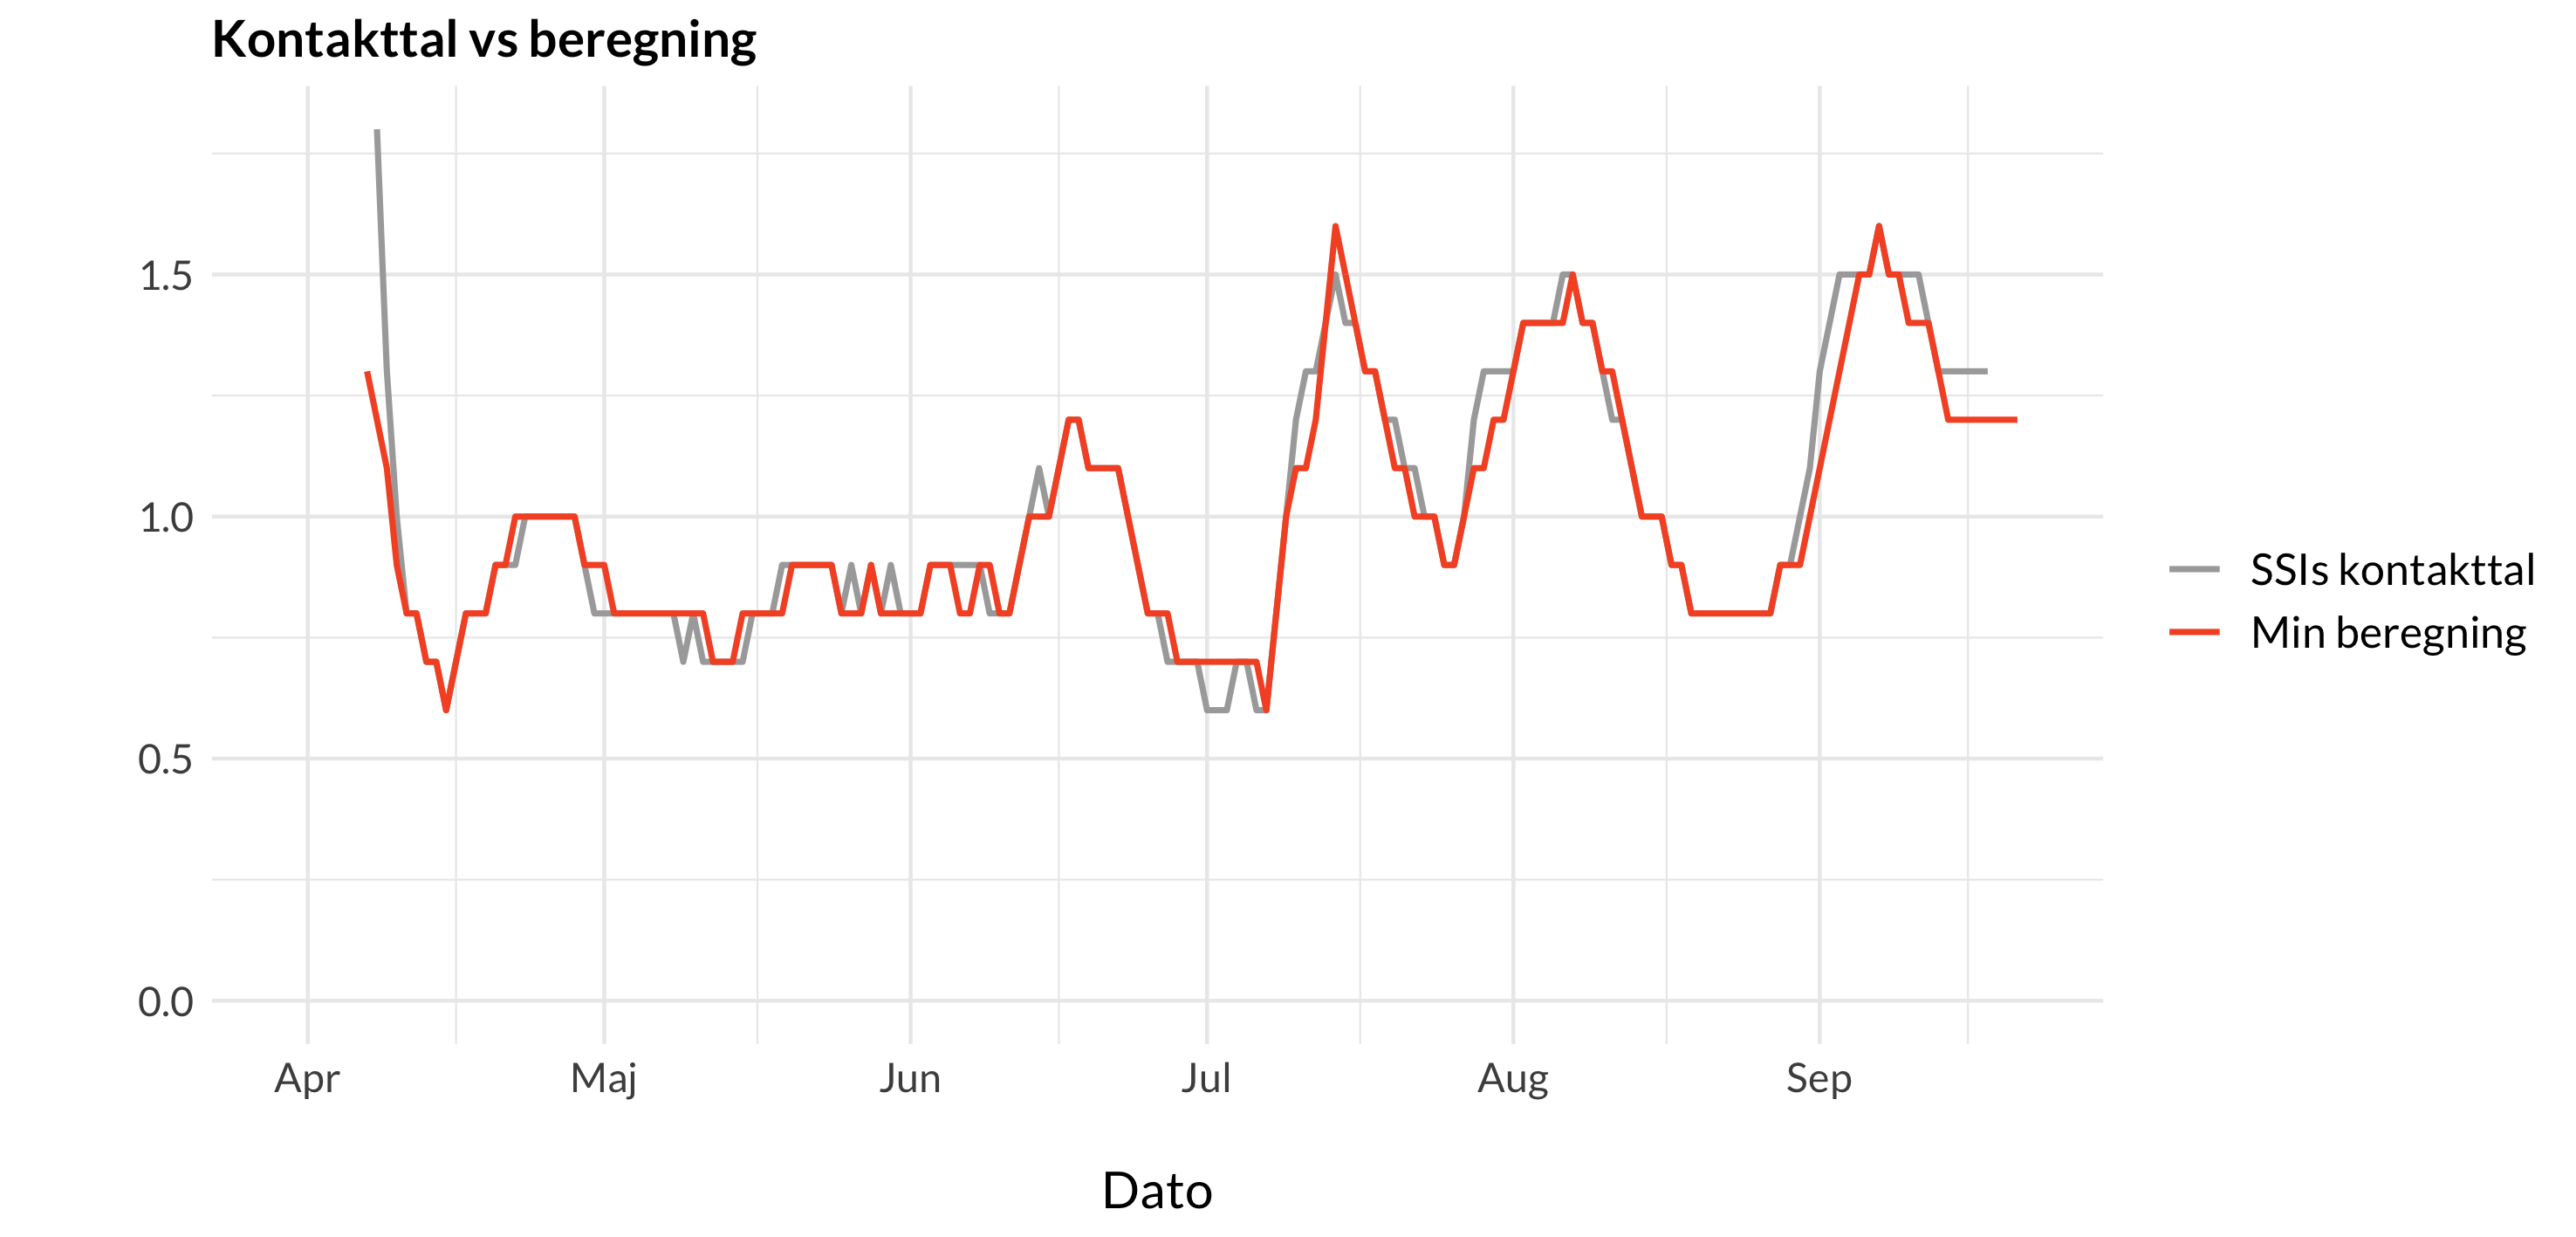 Kontakttal vs beregning
1.5
1.0
0.5
0.0
Apr Maj Jun Jul Aug Sep
Dato
SSIs kontakttal
Min beregning